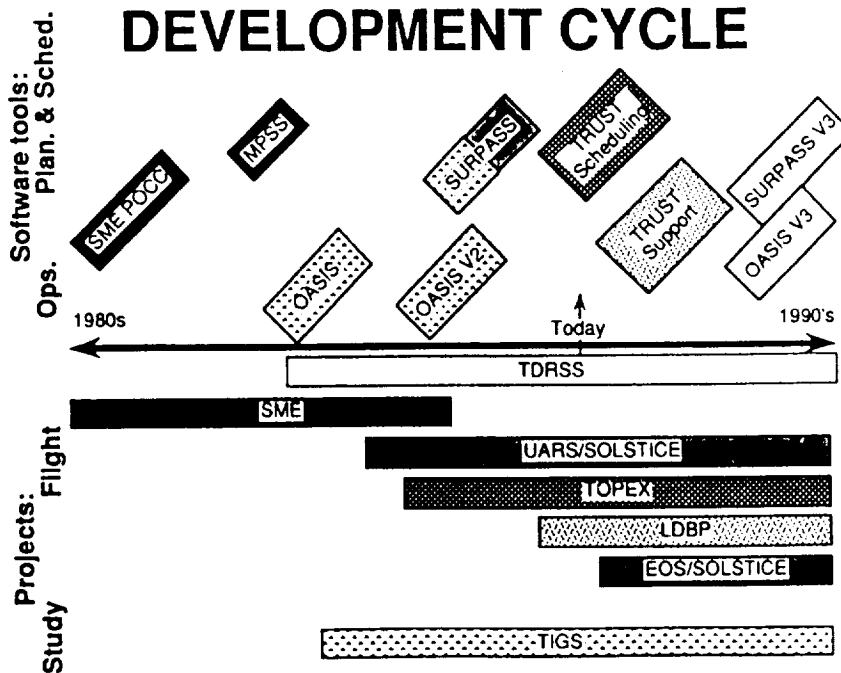 DEVELOPMENT CYCLE
Software tools:
Plan. & Sched.
Ops.
SME POCC
MPSS
SURPASS
TRUST
Scheduling
SURPASS V3
OASIS
OASIS V2
TRUST
Support
OASIS V3
1980s
Today
1990's
TDRSS
Projects:
Flight
SME
UARS/SOLSTICE
TOPEX
LDBP
EOS/SOLSTICE
Study
TIGS